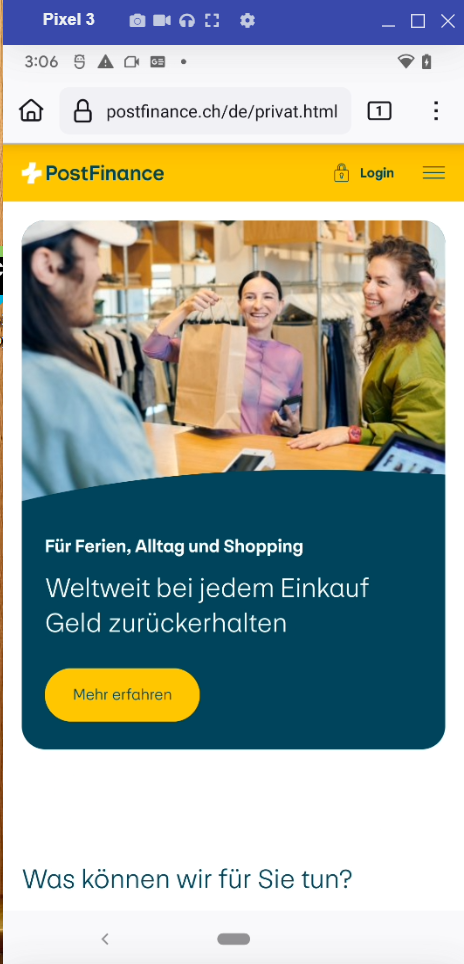 Pixel 3
3:06
postfinance.ch/de/privat.html
1
PostFinance
Login
Für Ferien, Alltag und Shopping
Weltweit bei jedem Einkauf
Geld zurückerhalten
Mehr erfahren
Was können wir für Sie tun?